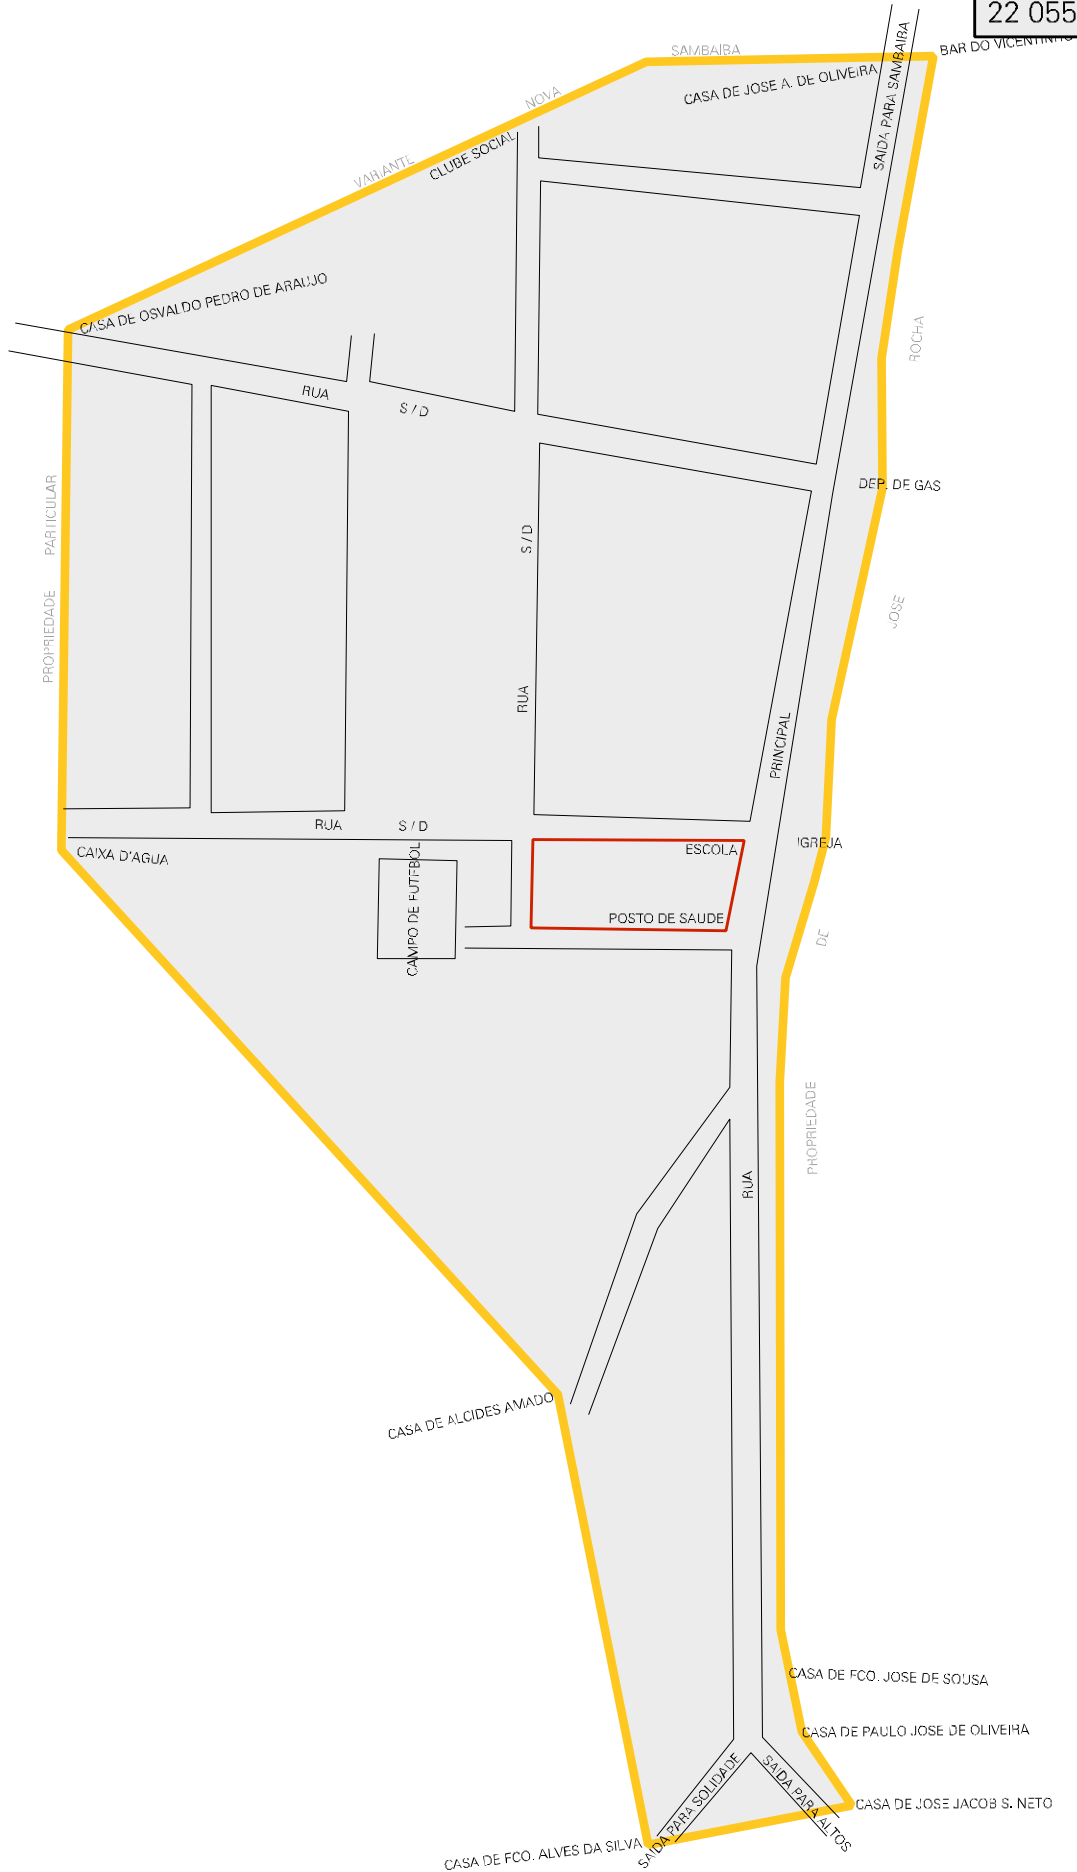 22 055
BAR DO VICENTINHO
SAMBAÍBA
CASA DE JOSE A. DE OLIVEIRA
SAIDA PARA SAMBAIBA
NOVA
VARIANTE
CLUBE SOCIAL
CASA DE OSVALDO PEDRO DE ARAUJO
ROCHA
RUA
S / D
DEP. DE GAS
PARTICULAR
PROPRIEDADE
S / D
RUA
JOSE
PRINCIPAL
RUA
S / D
IGREJA
ESCOLA
CAIXA D'AGUA
CAMPO DE FUTEBOL
POSTO DE SAUDE
DE
PROPRIEDADE
RUA
CASA DE ALCIDES AMADO
CASA DE FCO. JOSE DE SOUSA
CASA DE PAULO JOSE DE OLIVEIRA
SAIDA PARA SOLIDADE
SAIDA PARA ALTOS
CASA DE JOSE JACOB S. NETO
CASA DE FCO. ALVES DA SILVA